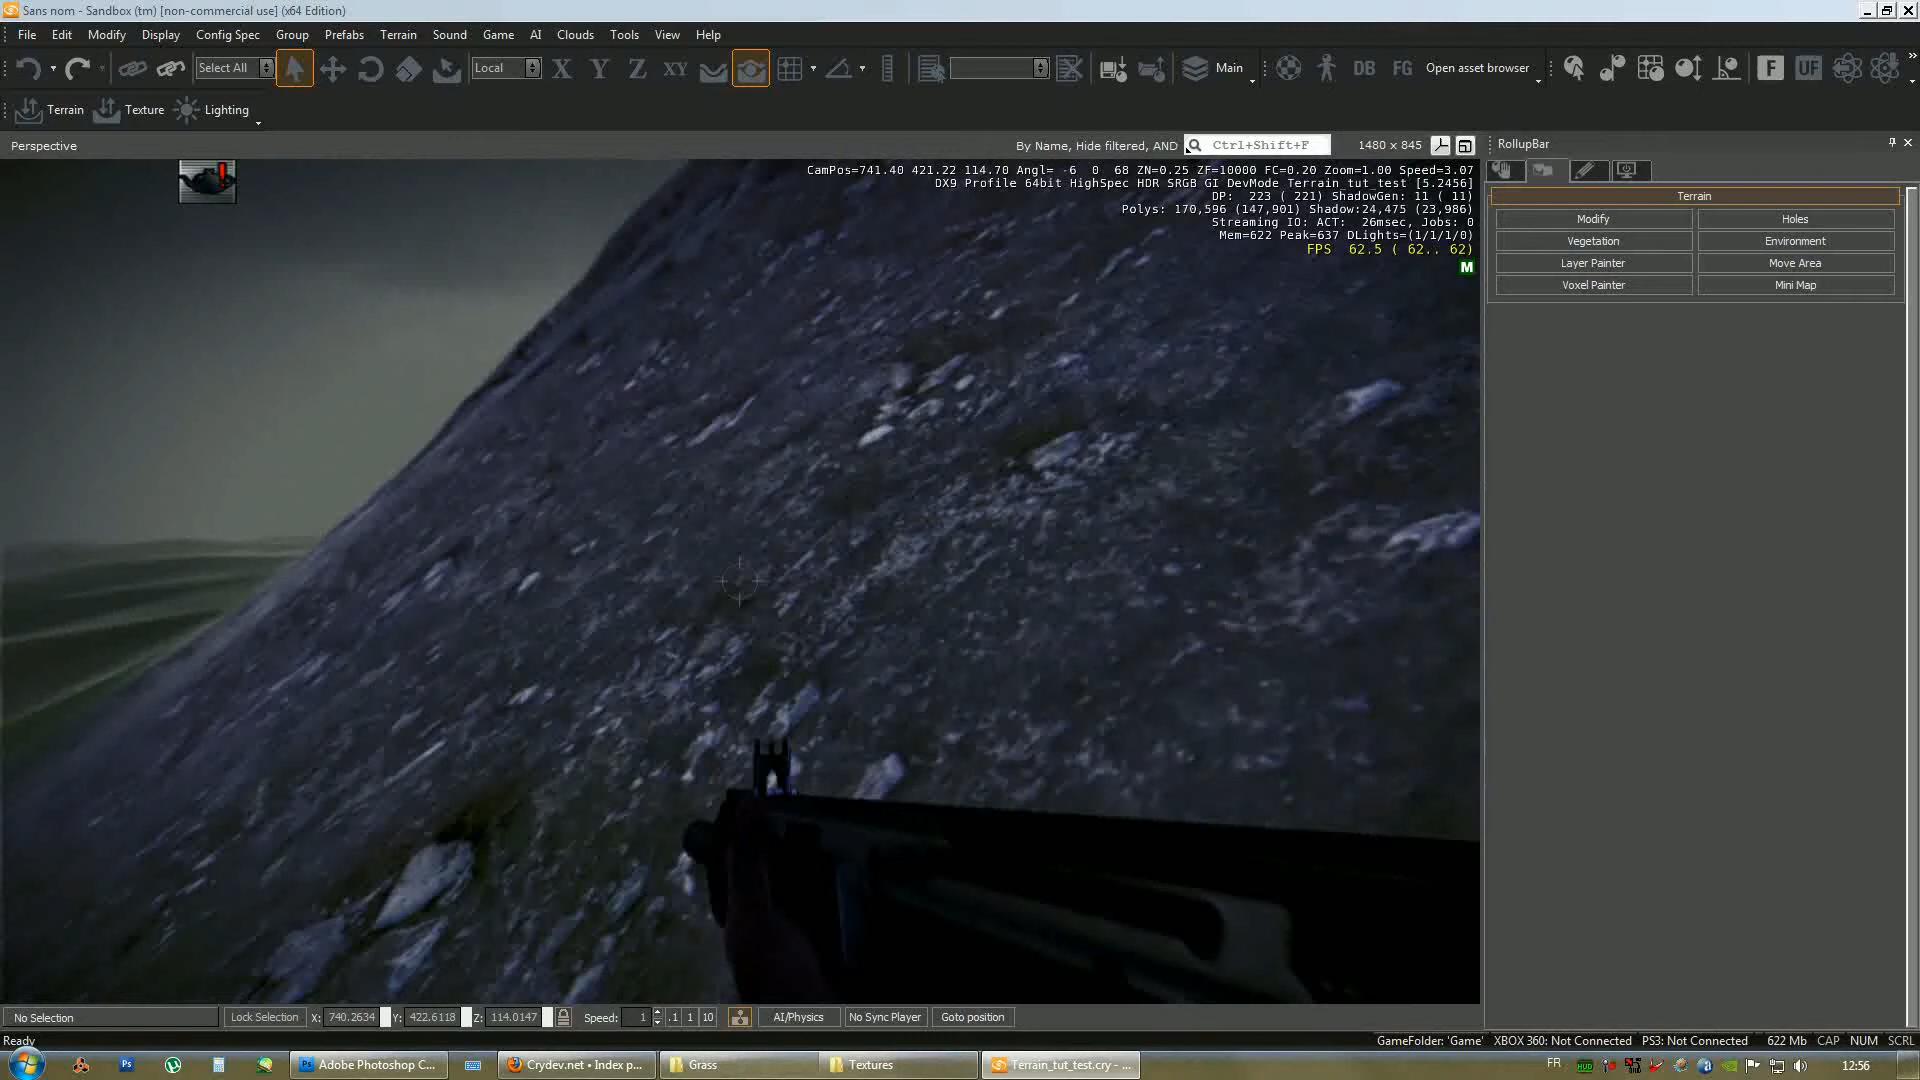 Sans nom - Sandbox (tm) [non-commercial use] (x64 Edition)
File Edit Modify Display Config Spec Group Prefabs Terrain Sound Game AI Clouds Tools View Help
Select All Local X Y Z XY Main DB FG Open asset browser F UF
Terrain Texture Lighting
Perspective By Name, Hide filtered, AND Ctrl+Shift+F 1480 x 845 RollupBar
CamPos=741.40 421.22 114.70 Angl= -6 0 68 ZN=0.25 ZF=10000 FC=0.20 Zoom=1.00 Speed=3.07
DX9 Profile 64bit HighSpec HDR SRGB GI DevMode Terrain_tut_test [5.2456]
DP: 223 ( 221) ShadowGen: 11 ( 11)
Polys: 170,596 (147,901) Shadow:24,475 (23,986)
Streaming IO: ACT: 26msec, Jobs: 0
Mem=622 Peak=637 DLights=(1/1/1/0)
FPS 62.5 ( 62.. 62)
M
Terrain
Modify Holes
Vegetation Environment
Layer Painter Move Area
Voxel Painter Mini Map
No Selection Lock Selection X: 740.2634 Y: 422.6118 Z: 114.0147 Speed: 1 .1 1 10 AI/Physics No Sync Player Goto position
Ready GameFolder: 'Game' XBOX 360: Not Connected PS3: Not Connected 622 Mb CAP NUM SCRL
Ps Ps Adobe Photoshop C... Crydev.net • Index p... Grass Textures Terrain_tut_test.cry - ... FR 12:56